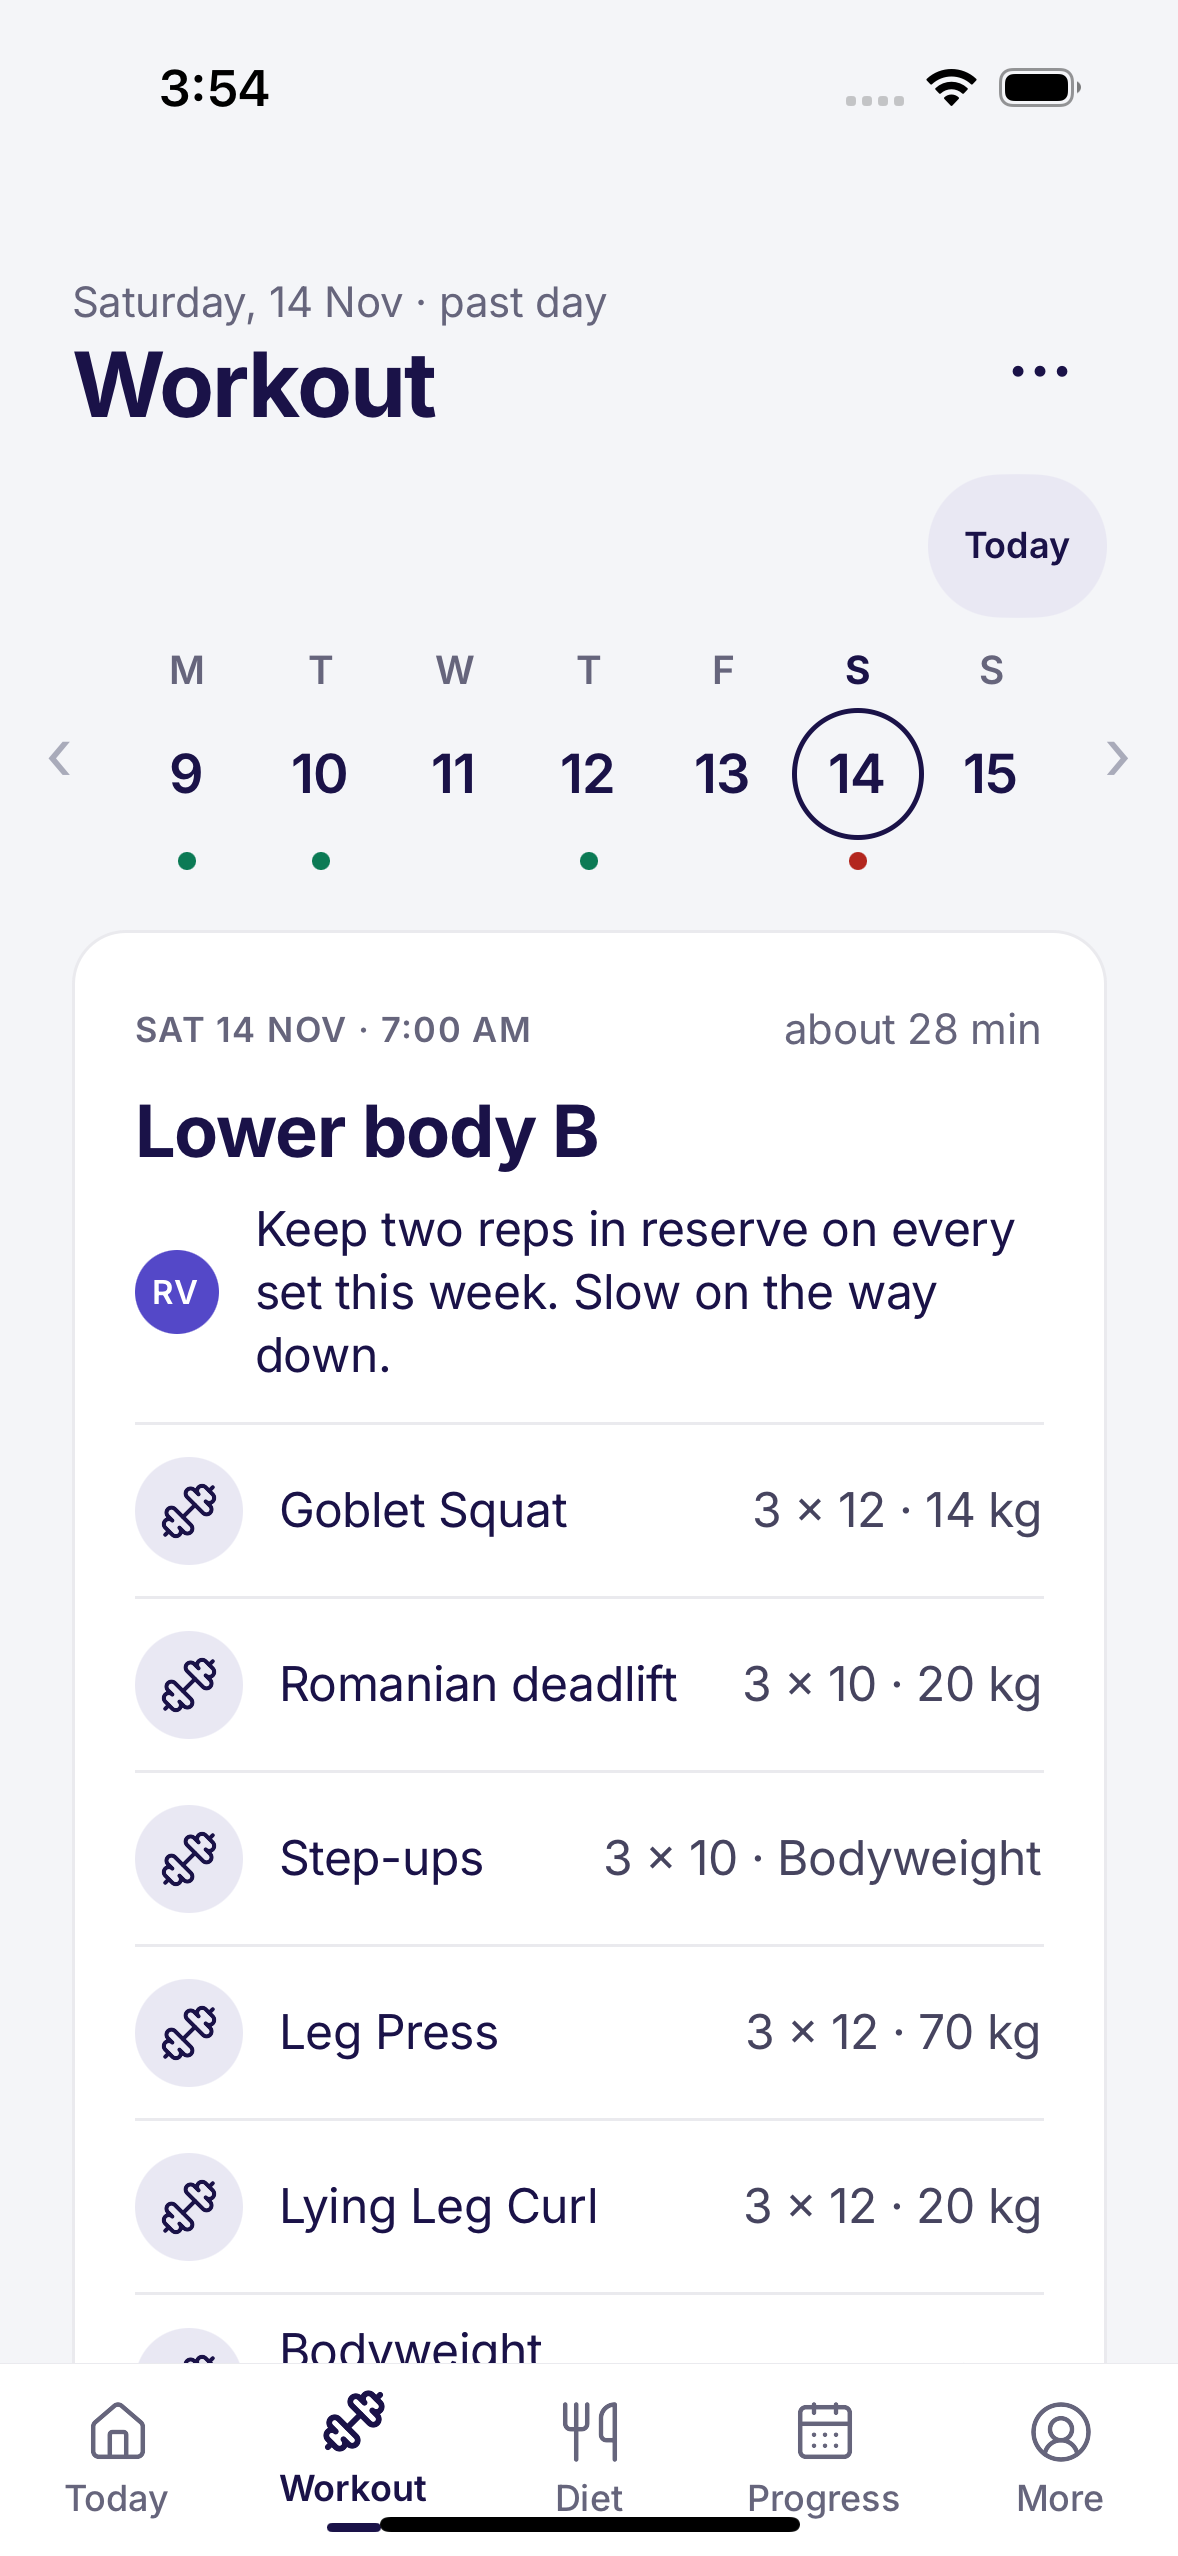 3:54
Saturday, 14 Nov · past day
Workout
Today
M T W T F S S
9 10 11 12 13 14 15
SAT 14 NOV · 7:00 AM about 28 min
Lower body B
RV
Keep two reps in reserve on every
set this week. Slow on the way
down.
Goblet Squat 3 × 12 · 14 kg
Romanian deadlift 3 × 10 · 20 kg
Step-ups 3 × 10 · Bodyweight
Leg Press 3 × 12 · 70 kg
Lying Leg Curl 3 × 12 · 20 kg
Bodyweight
Today Workout Diet Progress More